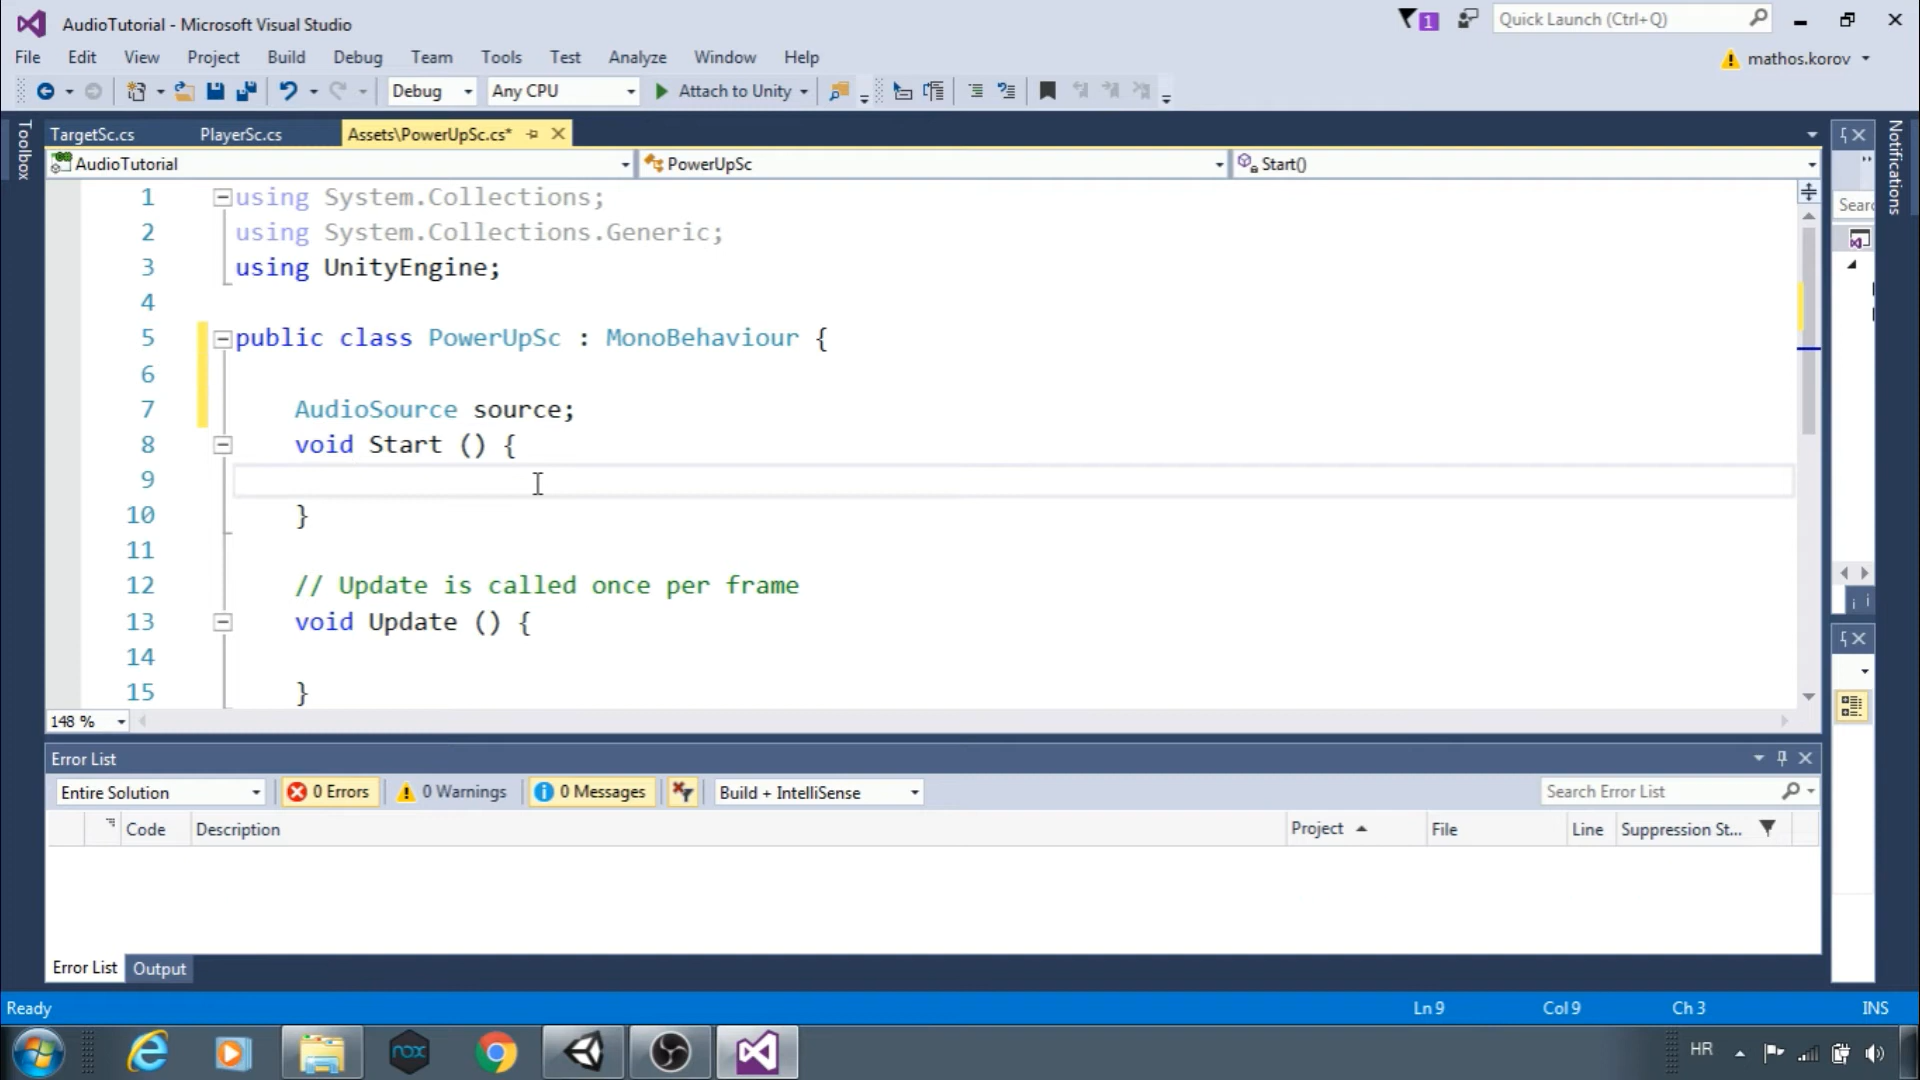 AudioTutorial - Microsoft Visual Studio
1
Quick Launch (Ctrl+Q)
File Edit View Project Build Debug Team Tools Test Analyze Window Help
mathos.korov
Debug Any CPU Attach to Unity
Toolbox
TargetSc.cs PlayerSc.cs Assets\PowerUpSc.cs*
Notifications
AudioTutorial PowerUpSc Start()
1 using System.Collections;
2 using System.Collections.Generic;
3 using UnityEngine;
4
5 public class PowerUpSc : MonoBehaviour {
6
7 AudioSource source;
8 void Start () {
9
10 }
11
12 // Update is called once per frame
13 void Update () {
14
15 }
148 %
Error List
Entire Solution 0 Errors 0 Warnings 0 Messages Build + IntelliSense Search Error List
Code Description Project File Line Suppression St...
Error List Output
Ready Ln 9 Col 9 Ch 3 INS
nox HR